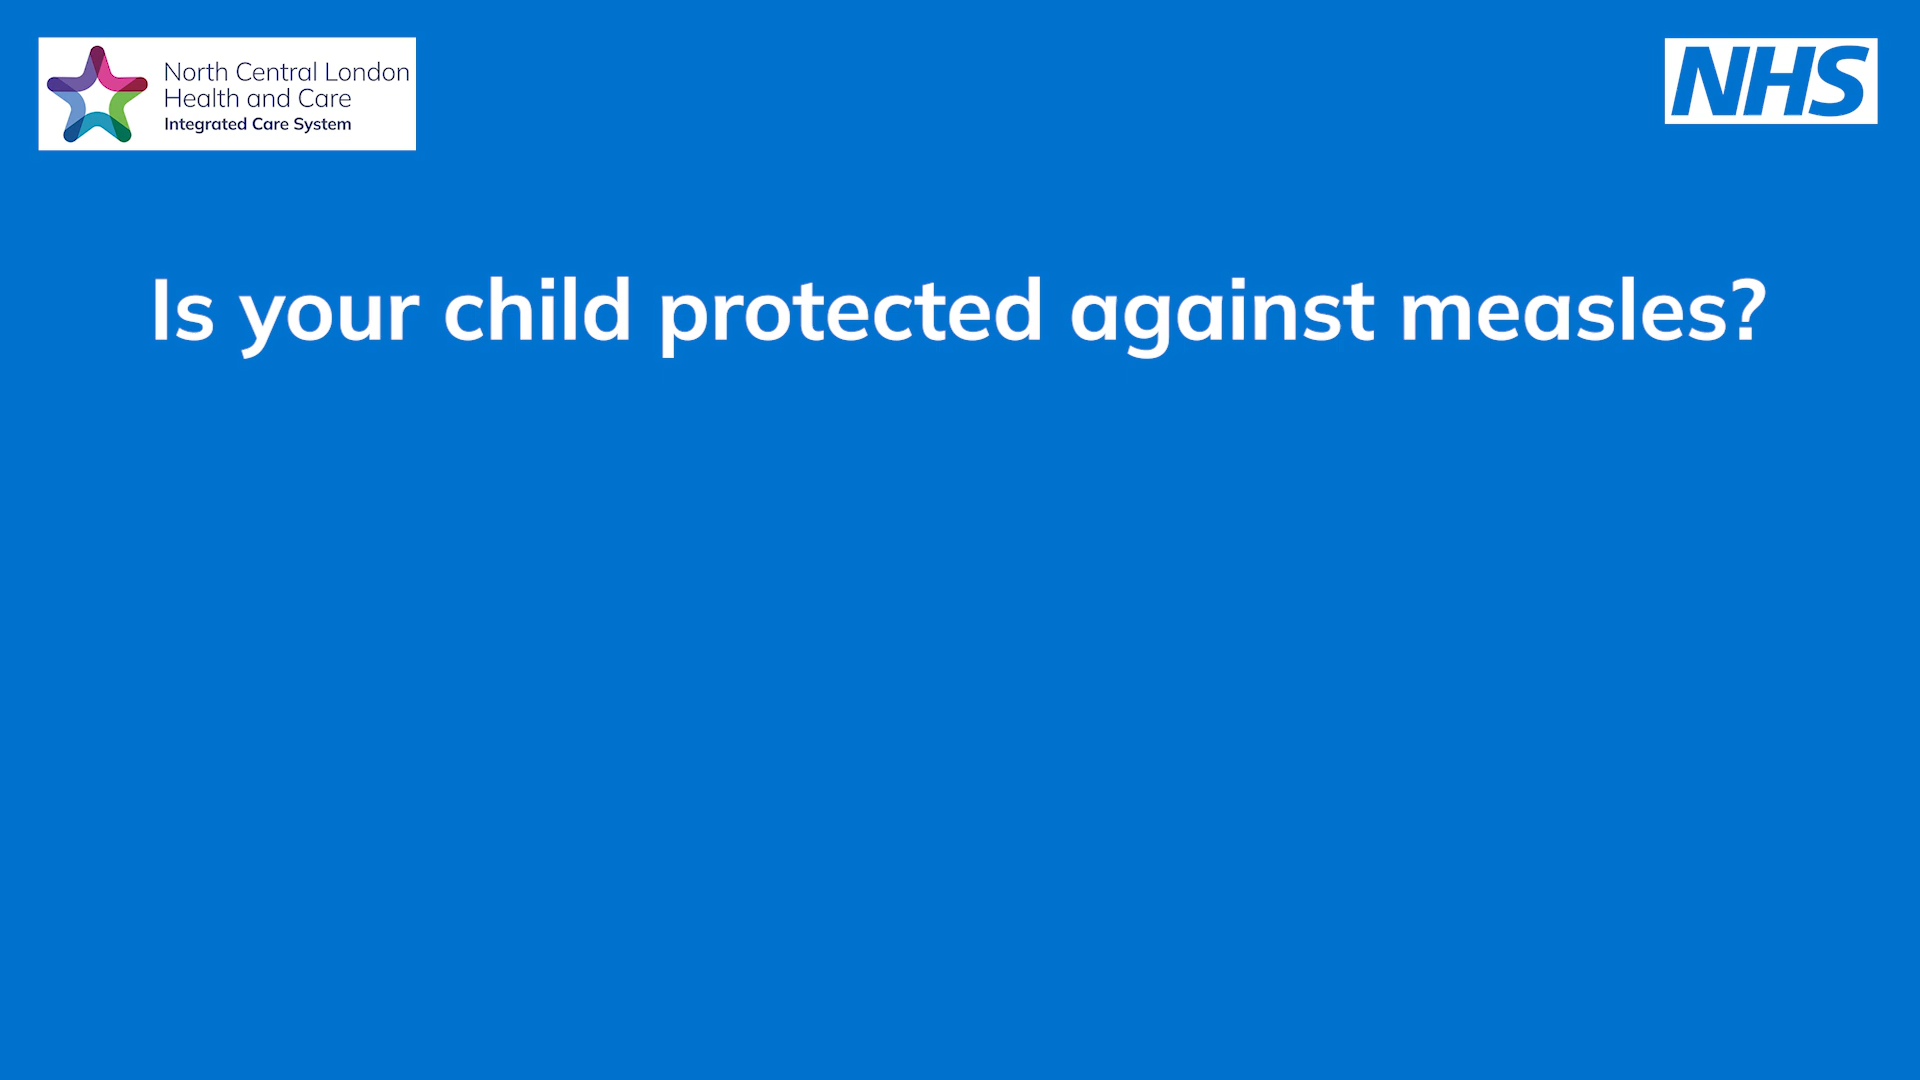 North Central London
Health and Care
Integrated Care System
NHS
Is your child protected against measles?